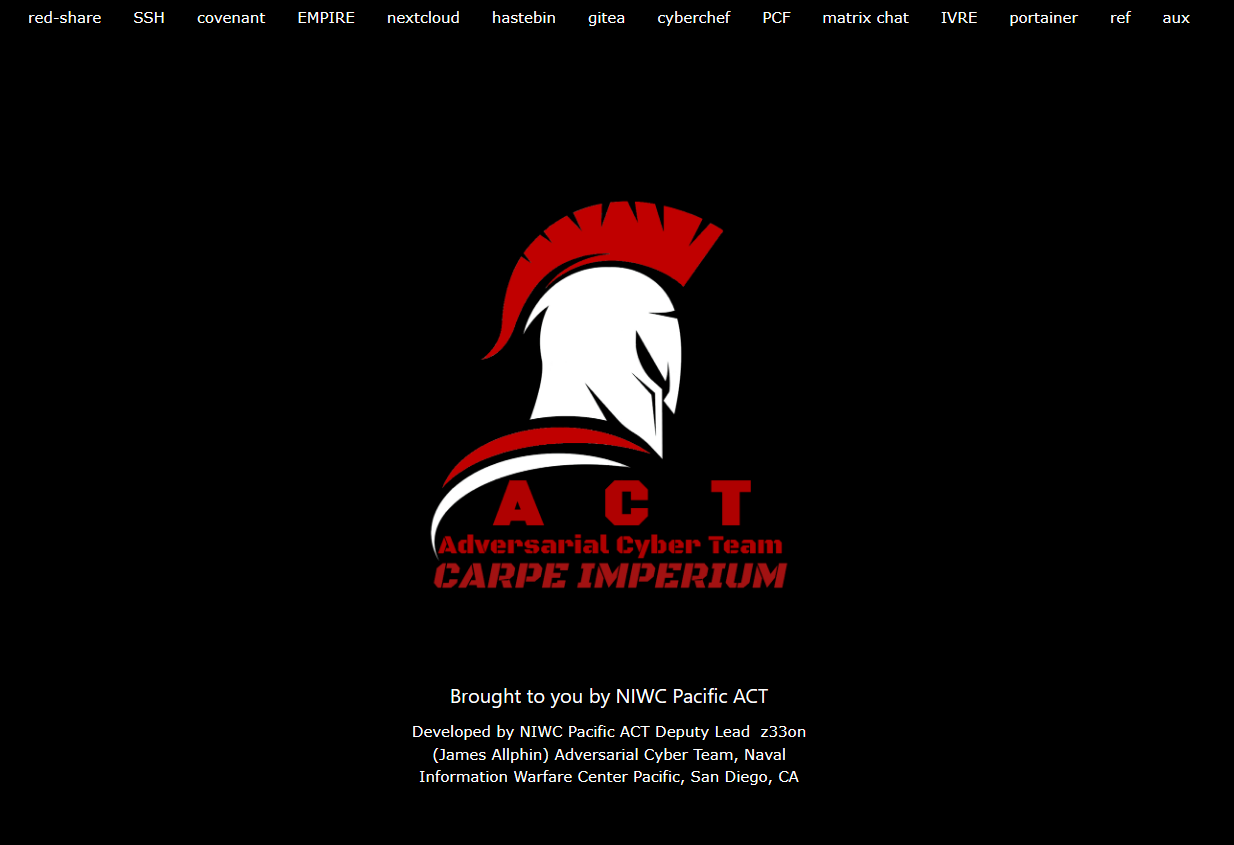 red-share SSH covenant EMPIRE nextcloud hastebin gitea cyberchef PCF matrix chat IVRE portainer ref aux
A C T
Adversarial Cyber Team
CARPE IMPERIUM
Brought to you by NIWC Pacific ACT
Developed by NIWC Pacific ACT Deputy Lead z33on
(James Allphin) Adversarial Cyber Team, Naval
Information Warfare Center Pacific, San Diego, CA